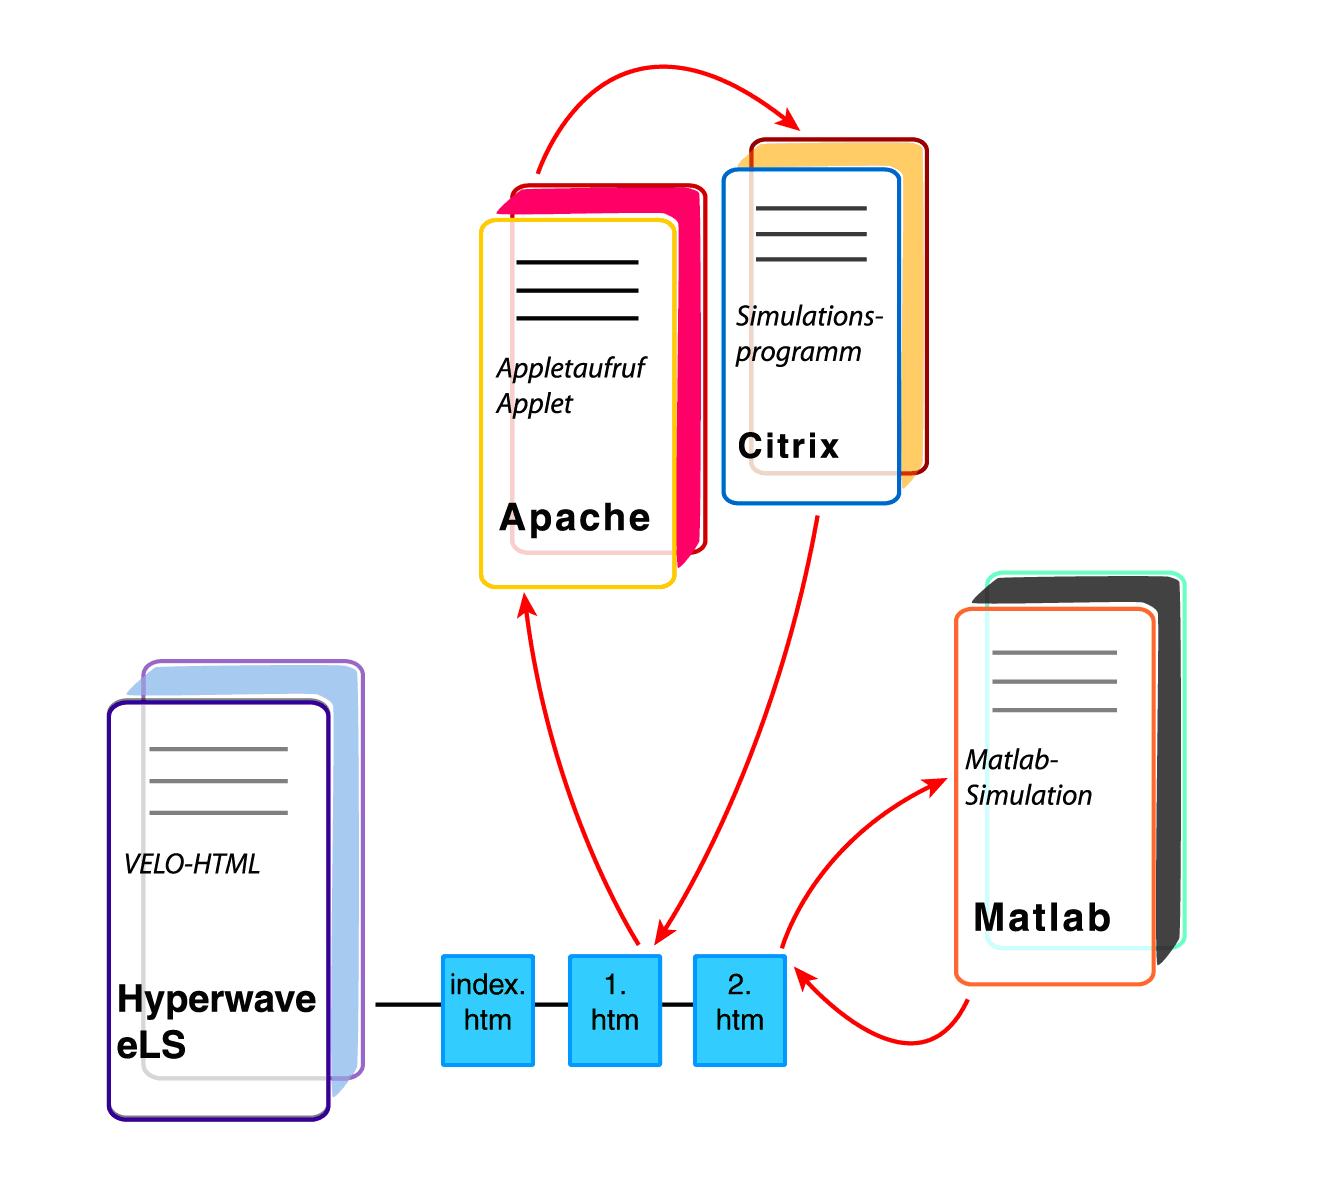 Simulations-
programm
Citrix
Appletaufruf
Applet
Apache
Matlab-
Simulation
Matlab
VELO-HTML
Hyperwave
eLS
index.
htm
1.
htm
2.
htm